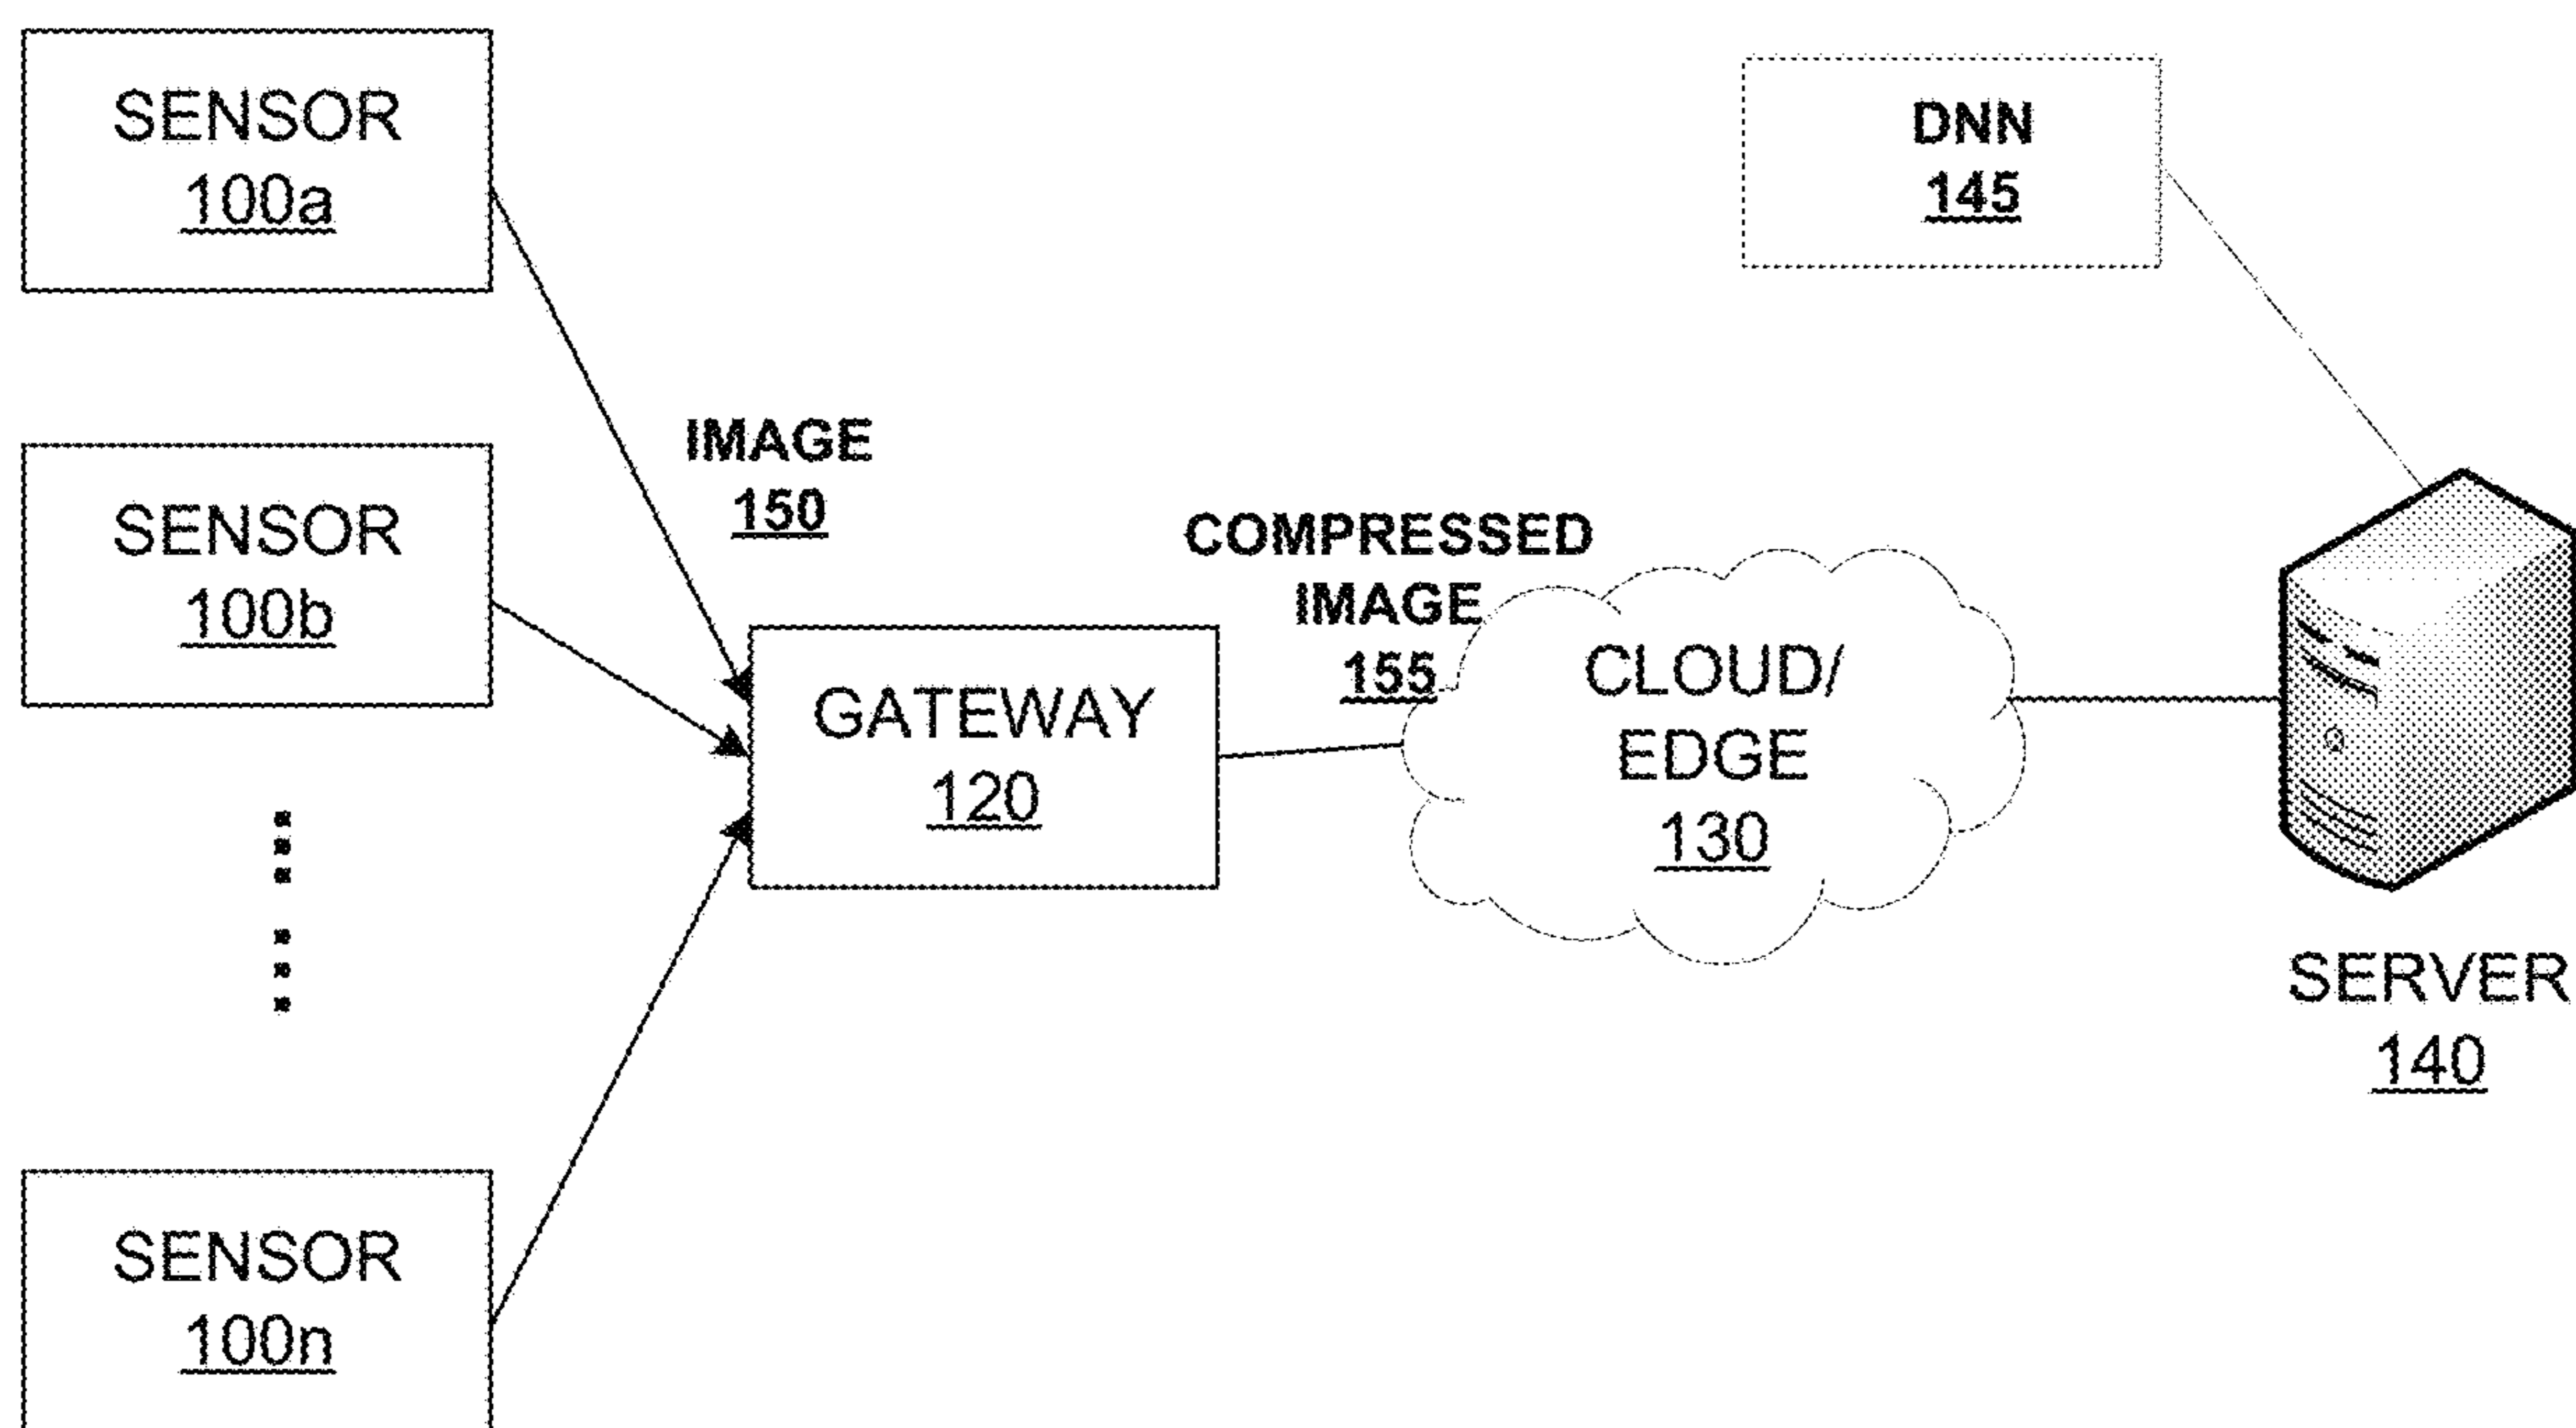 SENSOR
100a
DNN
145
IMAGE
150
SENSOR
100b
COMPRESSED
IMAGE
155
GATEWAY
120
CLOUD/
EDGE
130
SERVER
140
SENSOR
100n